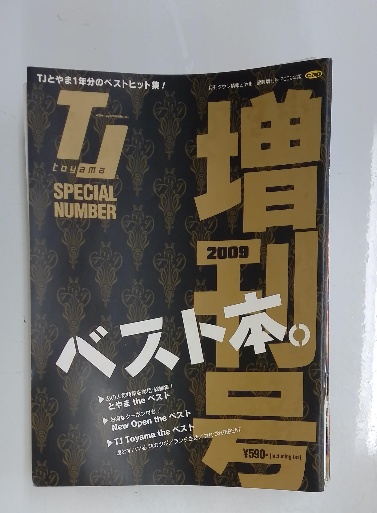 TJとやま1年分のベストヒット集！
TJ
toyama
SPECIAL
NUMBER
増刊号
2009
ベスト本。
とやま the ベスト
New Open the ベスト
TJ Toyama the ベスト
¥590- [including tax]